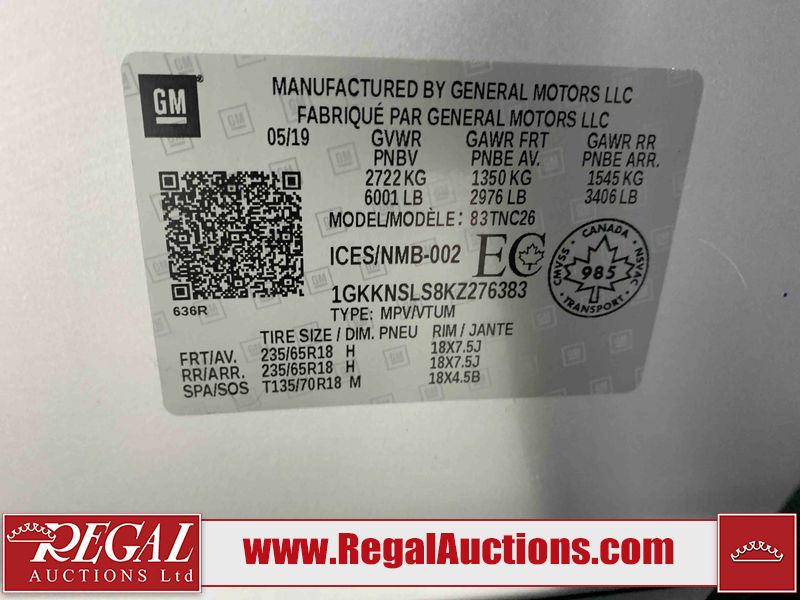 GM
MANUFACTURED BY GENERAL MOTORS LLC
FABRIQUÉ PAR GENERAL MOTORS LLC
05/19 GVWR GAWR FRT GAWR RR
PNBV PNBE AV. PNBE ARR.
2722 KG 1350 KG 1545 KG
6001 LB 2976 LB 3406 LB
MODEL/MODÈLE: 83TNC26
ICES/NMB-002 EC
CANADA
CMVSS 985 NSVAC
TRANSPORT
1GKKNSLS8KZ276383
636R
TYPE: MPV/VTUM
TIRE SIZE / DIM. PNEU RIM / JANTE
FRT/AV. 235/65R18 H 18X7.5J
RR/ARR. 235/65R18 H 18X7.5J
SPA/SOS T135/70R18 M 18X4.5B
REGAL
AUCTIONS Ltd
www.RegalAuctions.com